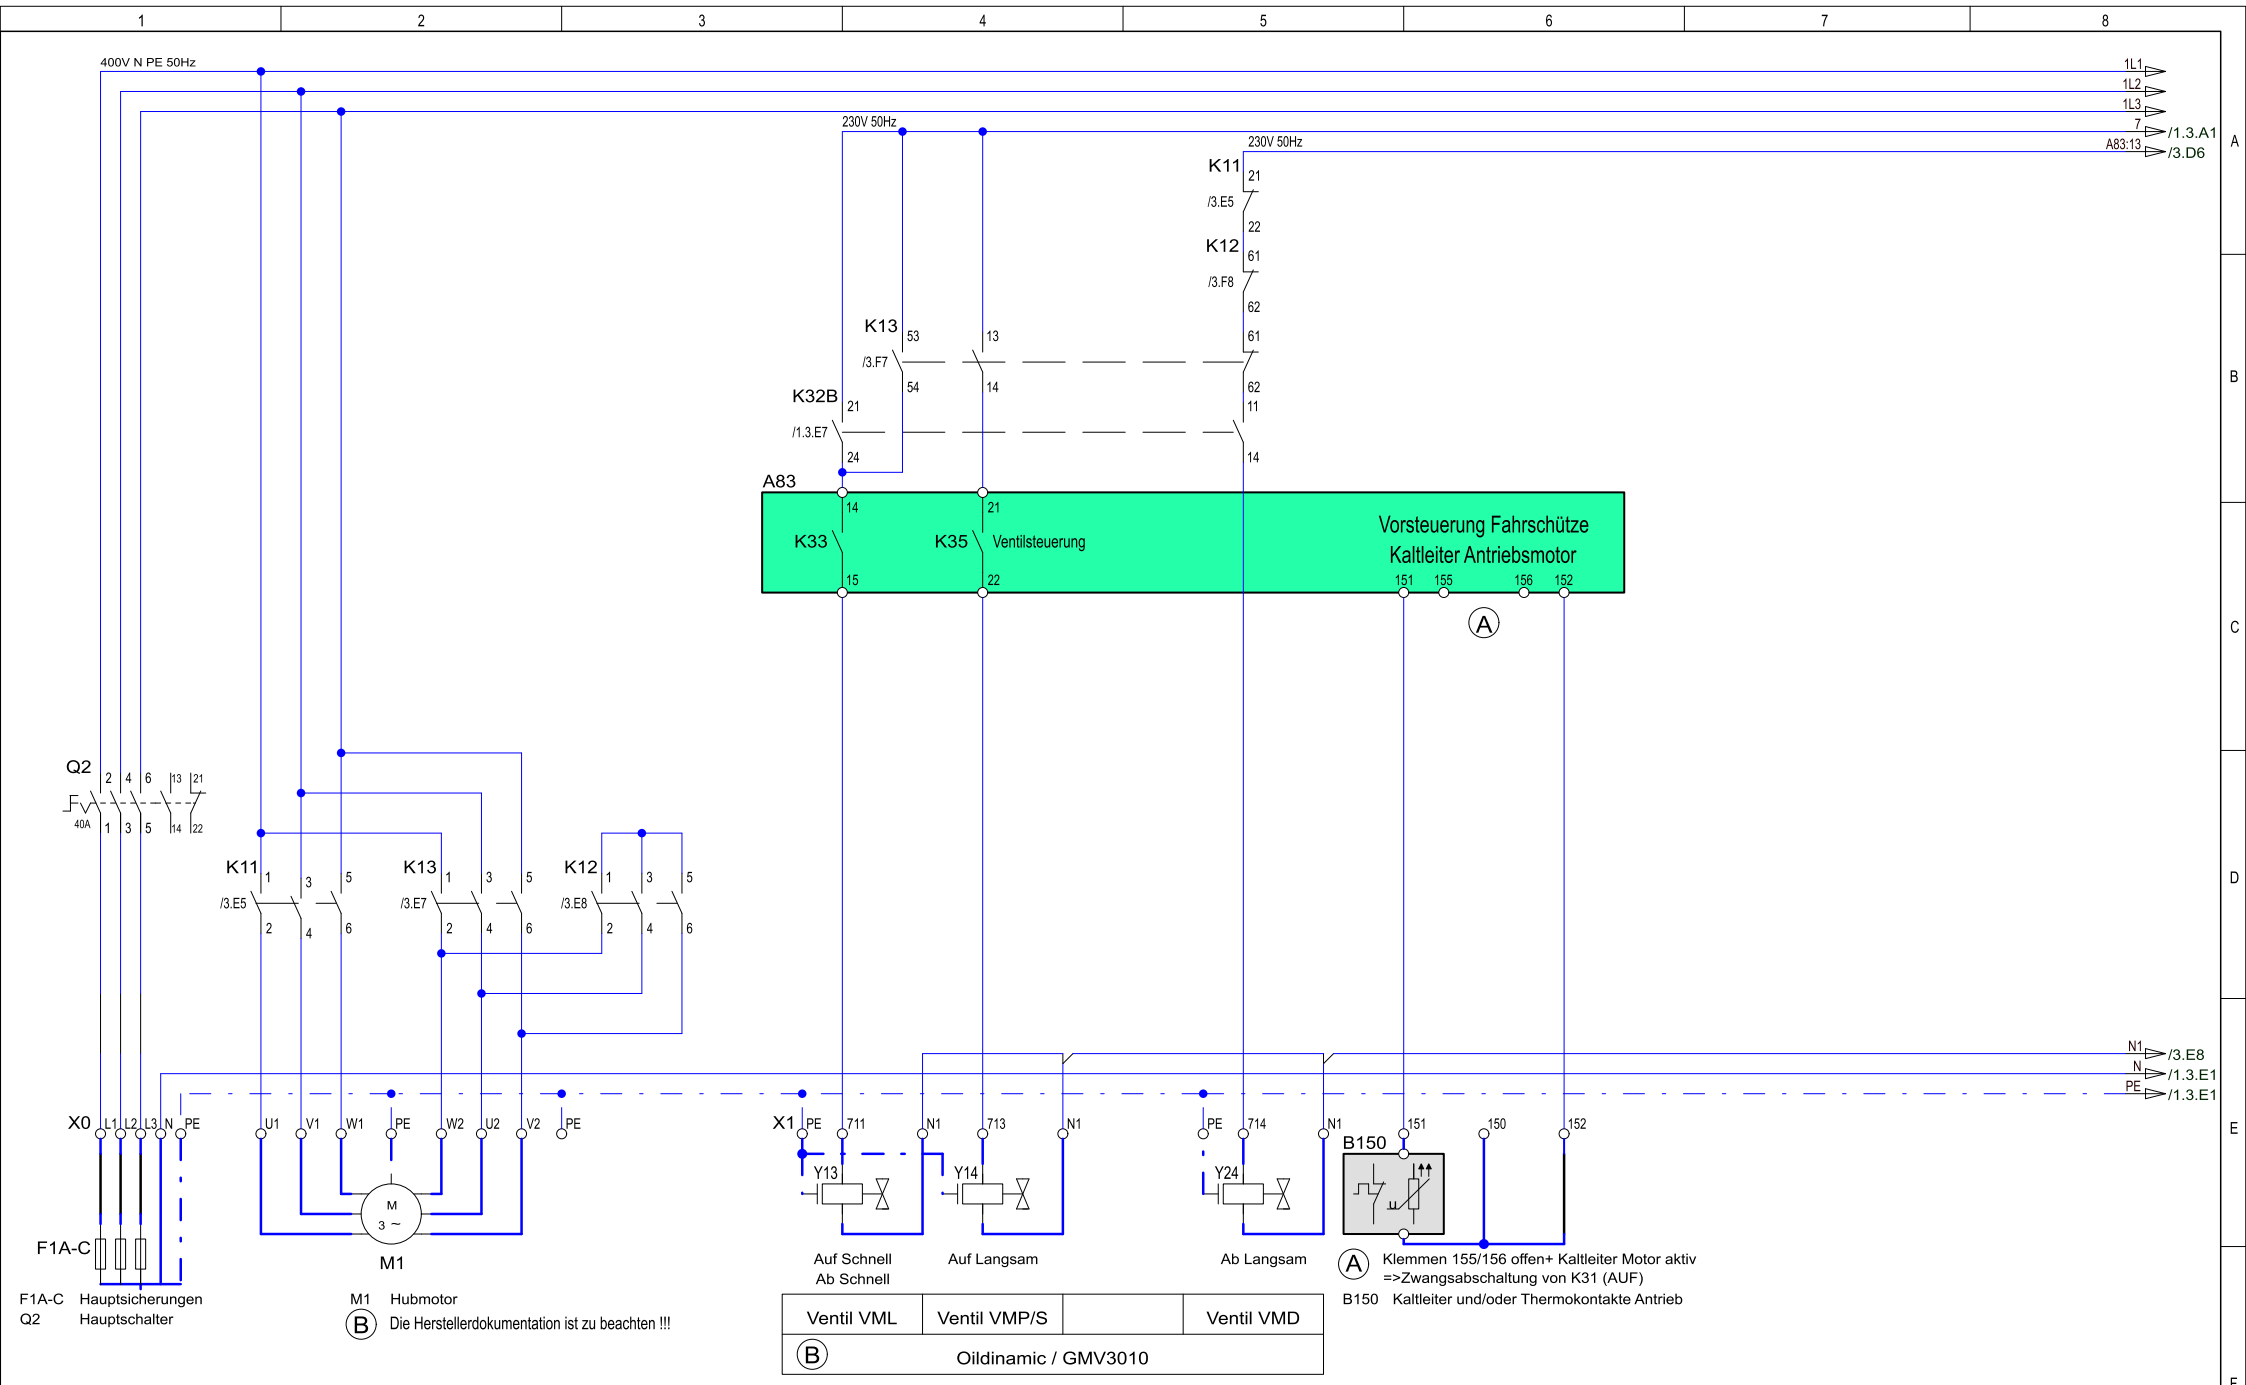 1 2 3 4 5 6 7 8
400V N PE 50Hz
1L1
1L2
1L3
230V 50Hz
7 /1.3.A1
230V 50Hz
A83:13 /3.D6
A
K11
21
/3.E5
22
K12
61
/3.F8
62
K13
53 13 61
/3.F7
54 14 62
B
K32B
21 11
/1.3.E7
24 14
A83
14 21
K33 K35 Ventilsteuerung
15 22
Vorsteuerung Fahrschütze
Kaltleiter Antriebsmotor
151 155 156 152
A
C
Q2
2 4 6 13 21
40A
1 3 5 14 22
K11
1 3 5
/3.E5
2 4 6
K13
1 3 5
/3.E7
2 4 6
K12
1 3 5
/3.E8
2 4 6
D
N1 /3.E8
N /1.3.E1
PE /1.3.E1
X0 L1 L2 L3 N PE U1 V1 W1 PE W2 U2 V2 PE
X1 PE 711 N1 713 N1 PE 714 N1 151 150 152
E
B150
Y13 Y14 Y24
u
M
3 ~
M1
F1A-C
Auf Schnell
Ab Schnell
Auf Langsam
Ab Langsam
A Klemmen 155/156 offen+ Kaltleiter Motor aktiv
=>Zwangsabschaltung von K31 (AUF)
B150 Kaltleiter und/oder Thermokontakte Antrieb
F1A-C Hauptsicherungen
Q2 Hauptschalter
M1 Hubmotor
B Die Herstellerdokumentation ist zu beachten !!!
Ventil VML Ventil VMP/S Ventil VMD
B Oildinamic / GMV3010